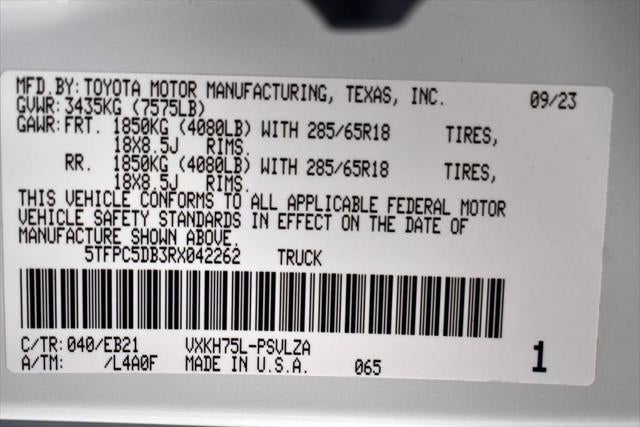 MFD.BY: TOYOTA MOTOR MANUFACTURING, TEXAS, INC. 09/23
GVWR: 3435KG (7575LB)
GAWR: FRT. 1850KG (4080LB) WITH 285/65R18 TIRES,
18X8.5J RIMS.
RR. 1850KG (4080LB) WITH 285/65R18 TIRES,
18X8.5J RIMS.
THIS VEHICLE CONFORMS TO ALL APPLICABLE FEDERAL MOTOR
VEHICLE SAFETY STANDARDS IN EFFECT ON THE DATE OF
MANUFACTURE SHOWN ABOVE.
5TFPC5DB3RX042262 TRUCK
C/TR: 040/EB21 VXKH75L-PSVLZA
A/TM: /L4A0F MADE IN U.S.A. 065 1